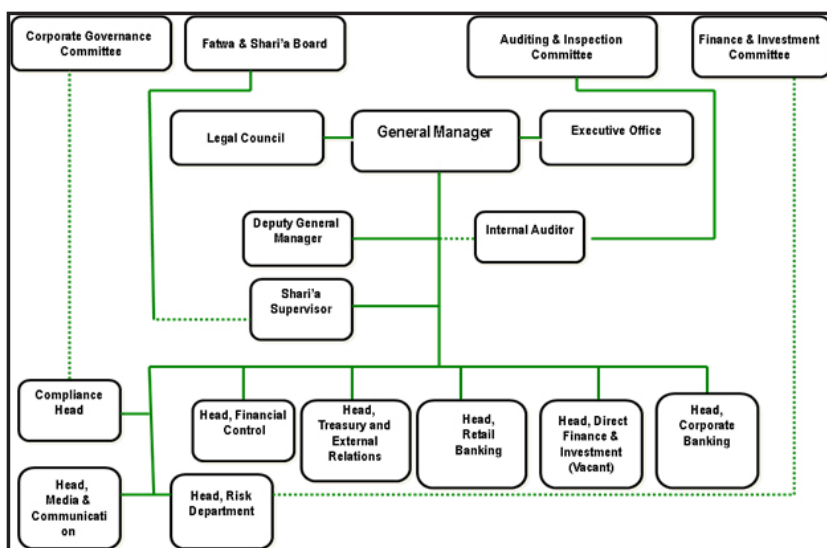 Corporate Governance
Committee
Fatwa & Shari'a Board
Auditing & Inspection
Committee
Finance & Investment
Committee
Legal Council
General Manager
Executive Office
Deputy General
Manager
Internal Auditor
Shari'a
Supervisor
Compliance
Head
Head, Financial
Control
Head,
Treasury and
External
Relations
Head,
Retail
Banking
Head, Direct
Finance &
Investment
(Vacant)
Head,
Corporate
Banking
Head,
Media &
Communicati
on
Head, Risk
Department